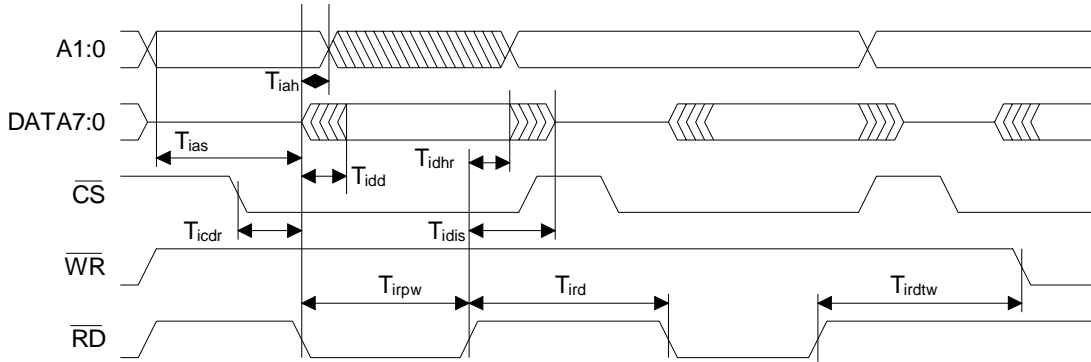 A1:0
Tiah
DATA7:0
Tias
Tidd
Tidhr
CS
Ticdr
Tidis
WR
Tirpw
Tird
Tirdtw
RD